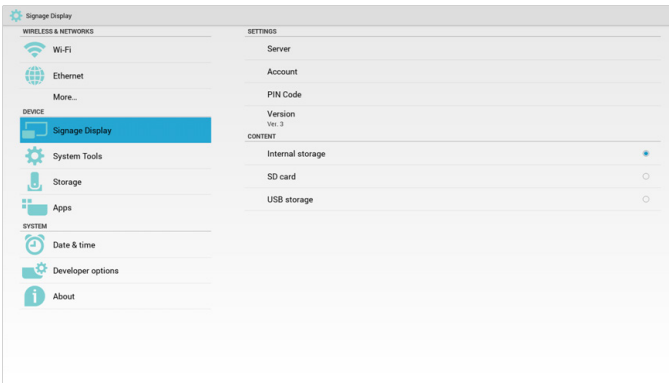 Signage Display
WIRELESS & NETWORKS
Wi-Fi
Ethernet
More...
DEVICE
Signage Display
System Tools
Storage
Apps
SYSTEM
Date & time
Developer options
About
SETTINGS
Server
Account
PIN Code
Version
Ver. 3
CONTENT
Internal storage
SD card
USB storage